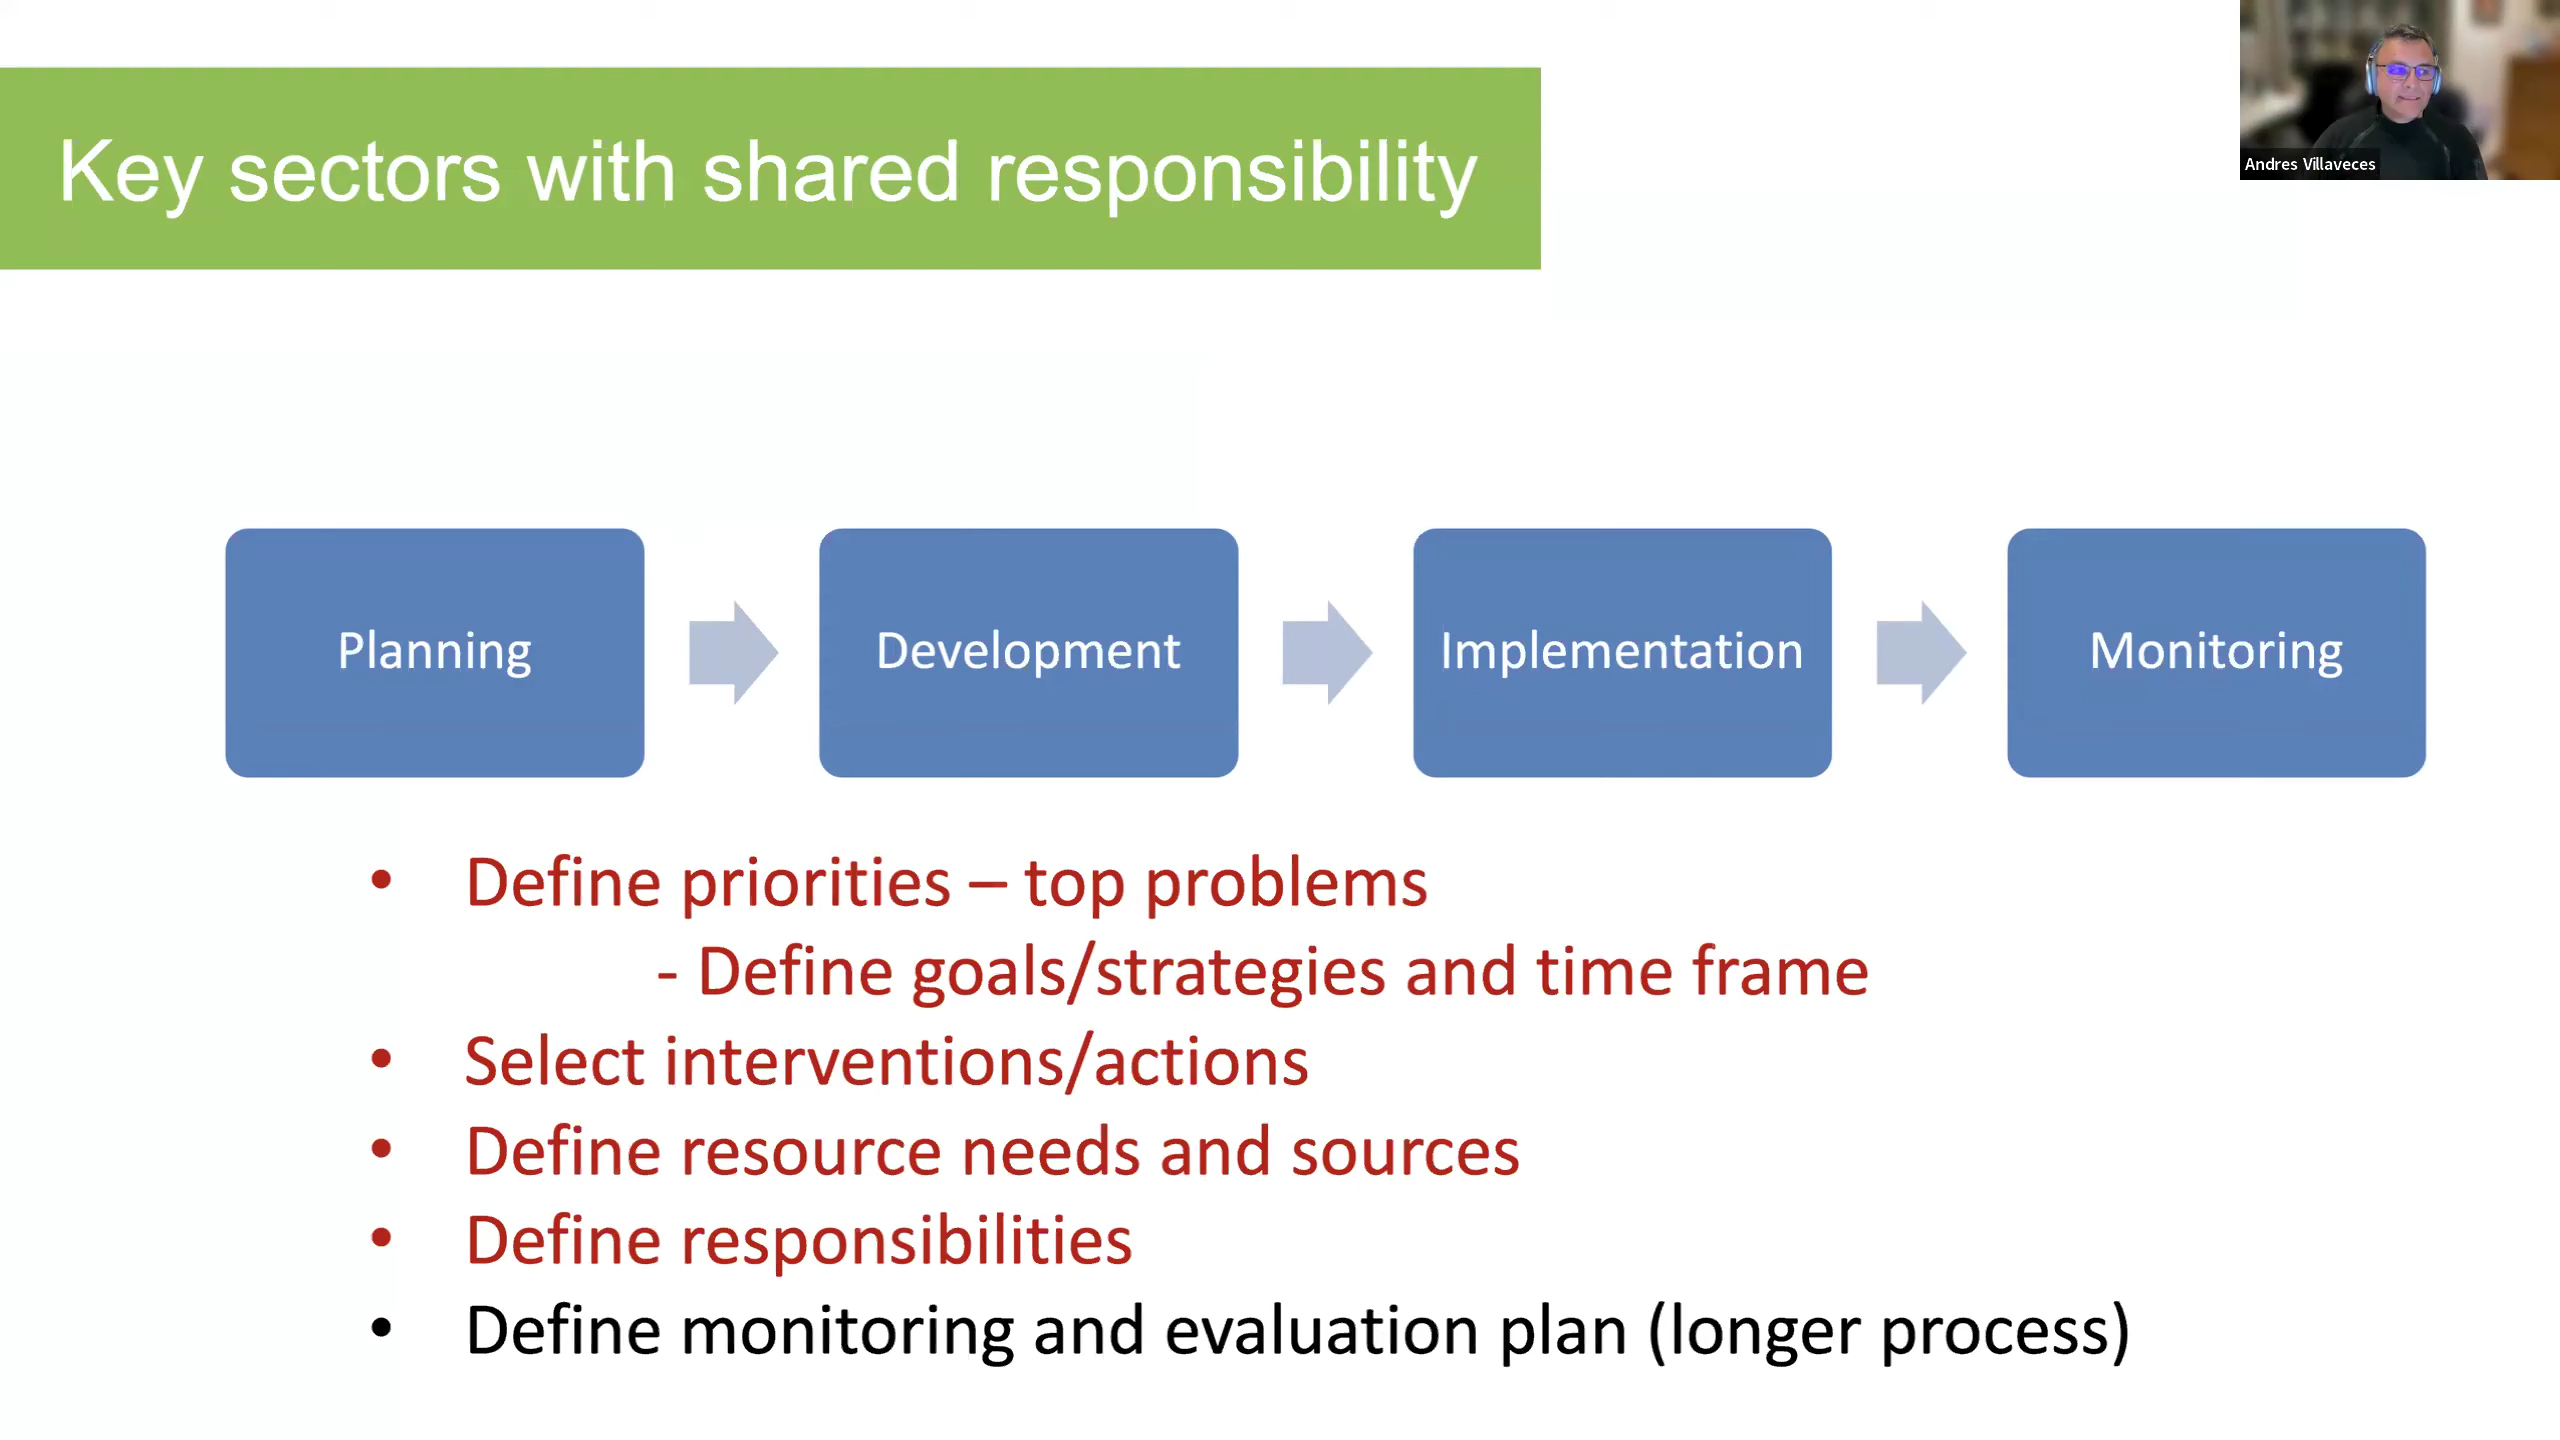 Key sectors with shared responsibility
Andres Villaveces
Planning
Development
Implementation
Monitoring
• Define priorities – top problems
- Define goals/strategies and time frame
• Select interventions/actions
• Define resource needs and sources
• Define responsibilities
• Define monitoring and evaluation plan (longer process)